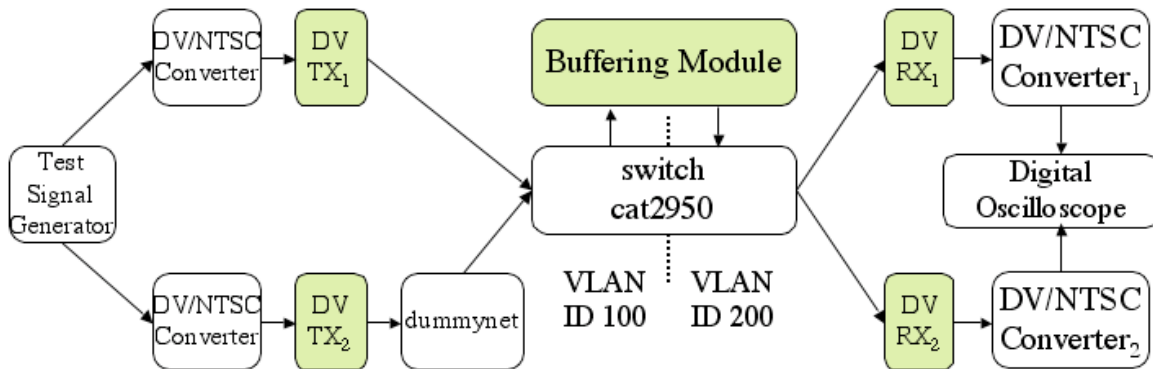 Test
Signal
Generator
DV/NTSC
Converter
DV
TX₁
DV/NTSC
Converter
DV
TX₂
dummynet
Buffering Module
switch
cat2950
VLAN
ID 100
VLAN
ID 200
DV
RX₁
DV/NTSC
Converter₁
Digital
Oscilloscope
DV
RX₂
DV/NTSC
Converter₂